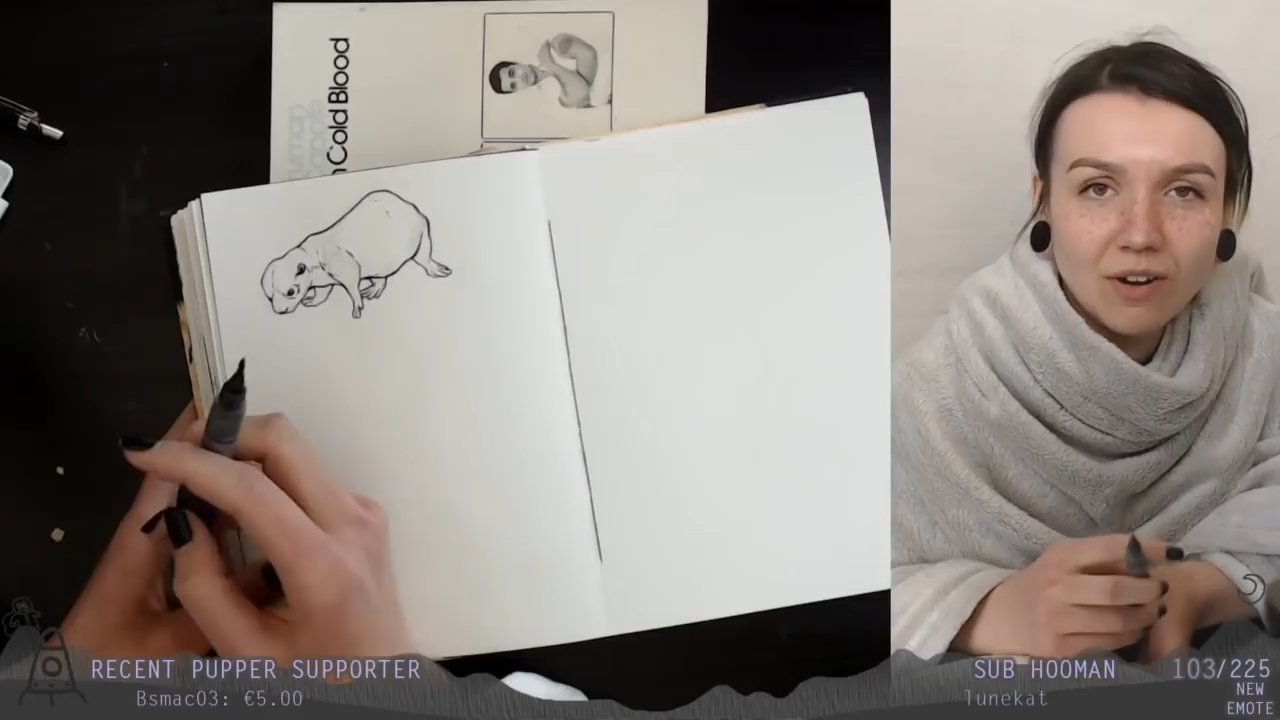 Cold Blood
RECENT PUPPER SUPPORTER
Bsmac03: €5.00
SUB HOOMAN
lunekat
103/225
NEW
EMOTE